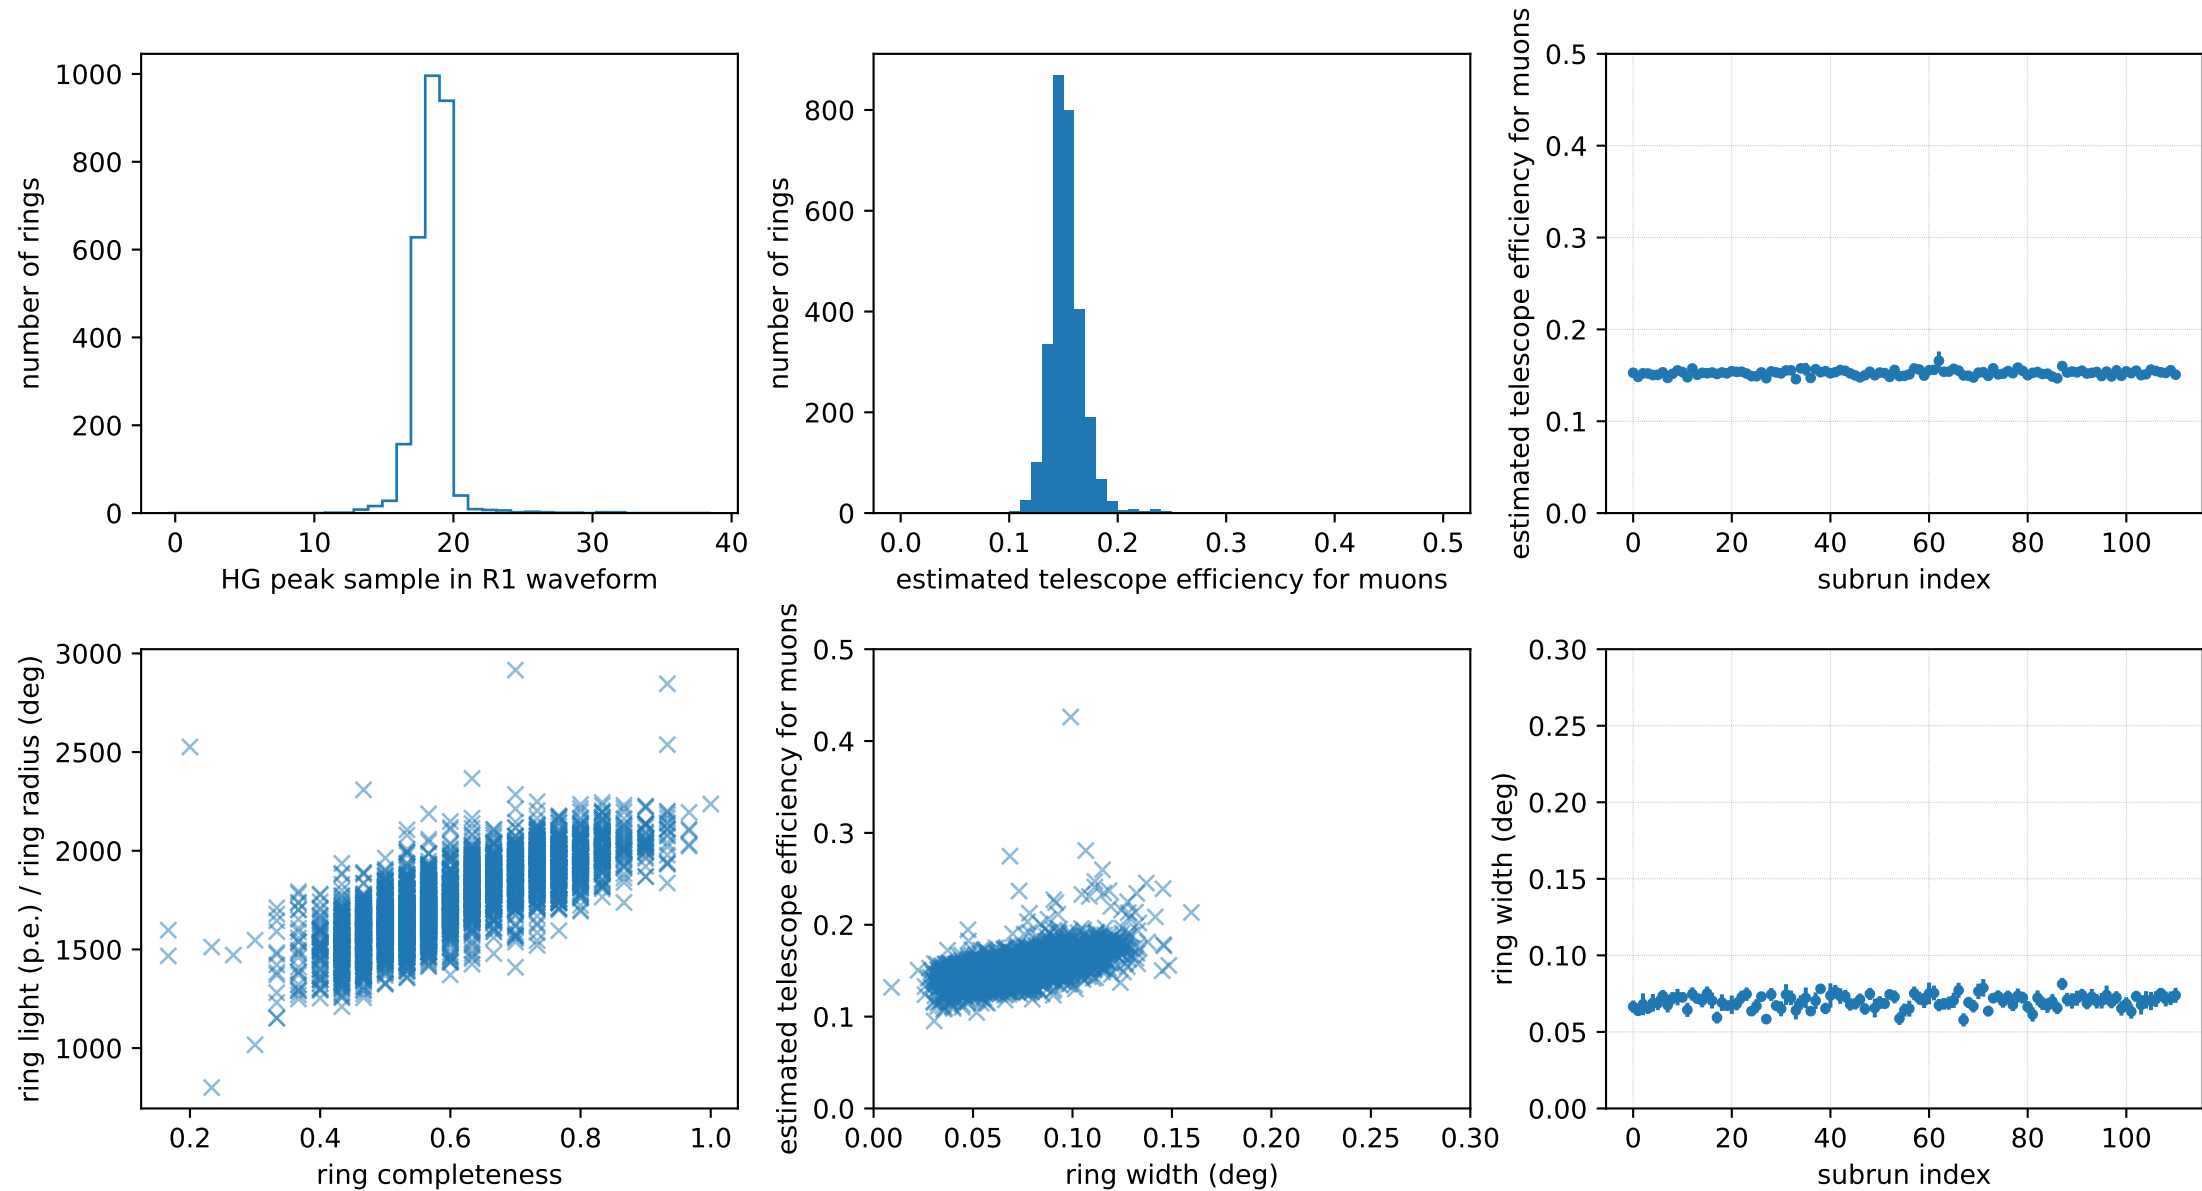 1000
800
600
400
200
0
number of rings
0 10 20 30 40
HG peak sample in R1 waveform
800
600
400
200
0
number of rings
0.0 0.1 0.2 0.3 0.4 0.5
estimated telescope efficiency for muons
0.5
0.4
0.3
0.2
0.1
0.0
estimated telescope efficiency for muons
0 20 40 60 80 100
subrun index
3000
2500
2000
1500
1000
ring light (p.e.) / ring radius (deg)
0.2 0.4 0.6 0.8 1.0
ring completeness
0.5
0.4
0.3
0.2
0.1
0.0
estimated telescope efficiency for muons
0.00 0.05 0.10 0.15 0.20 0.25 0.30
ring width (deg)
0.30
0.25
0.20
0.15
0.10
0.05
0.00
ring width (deg)
0 20 40 60 80 100
subrun index